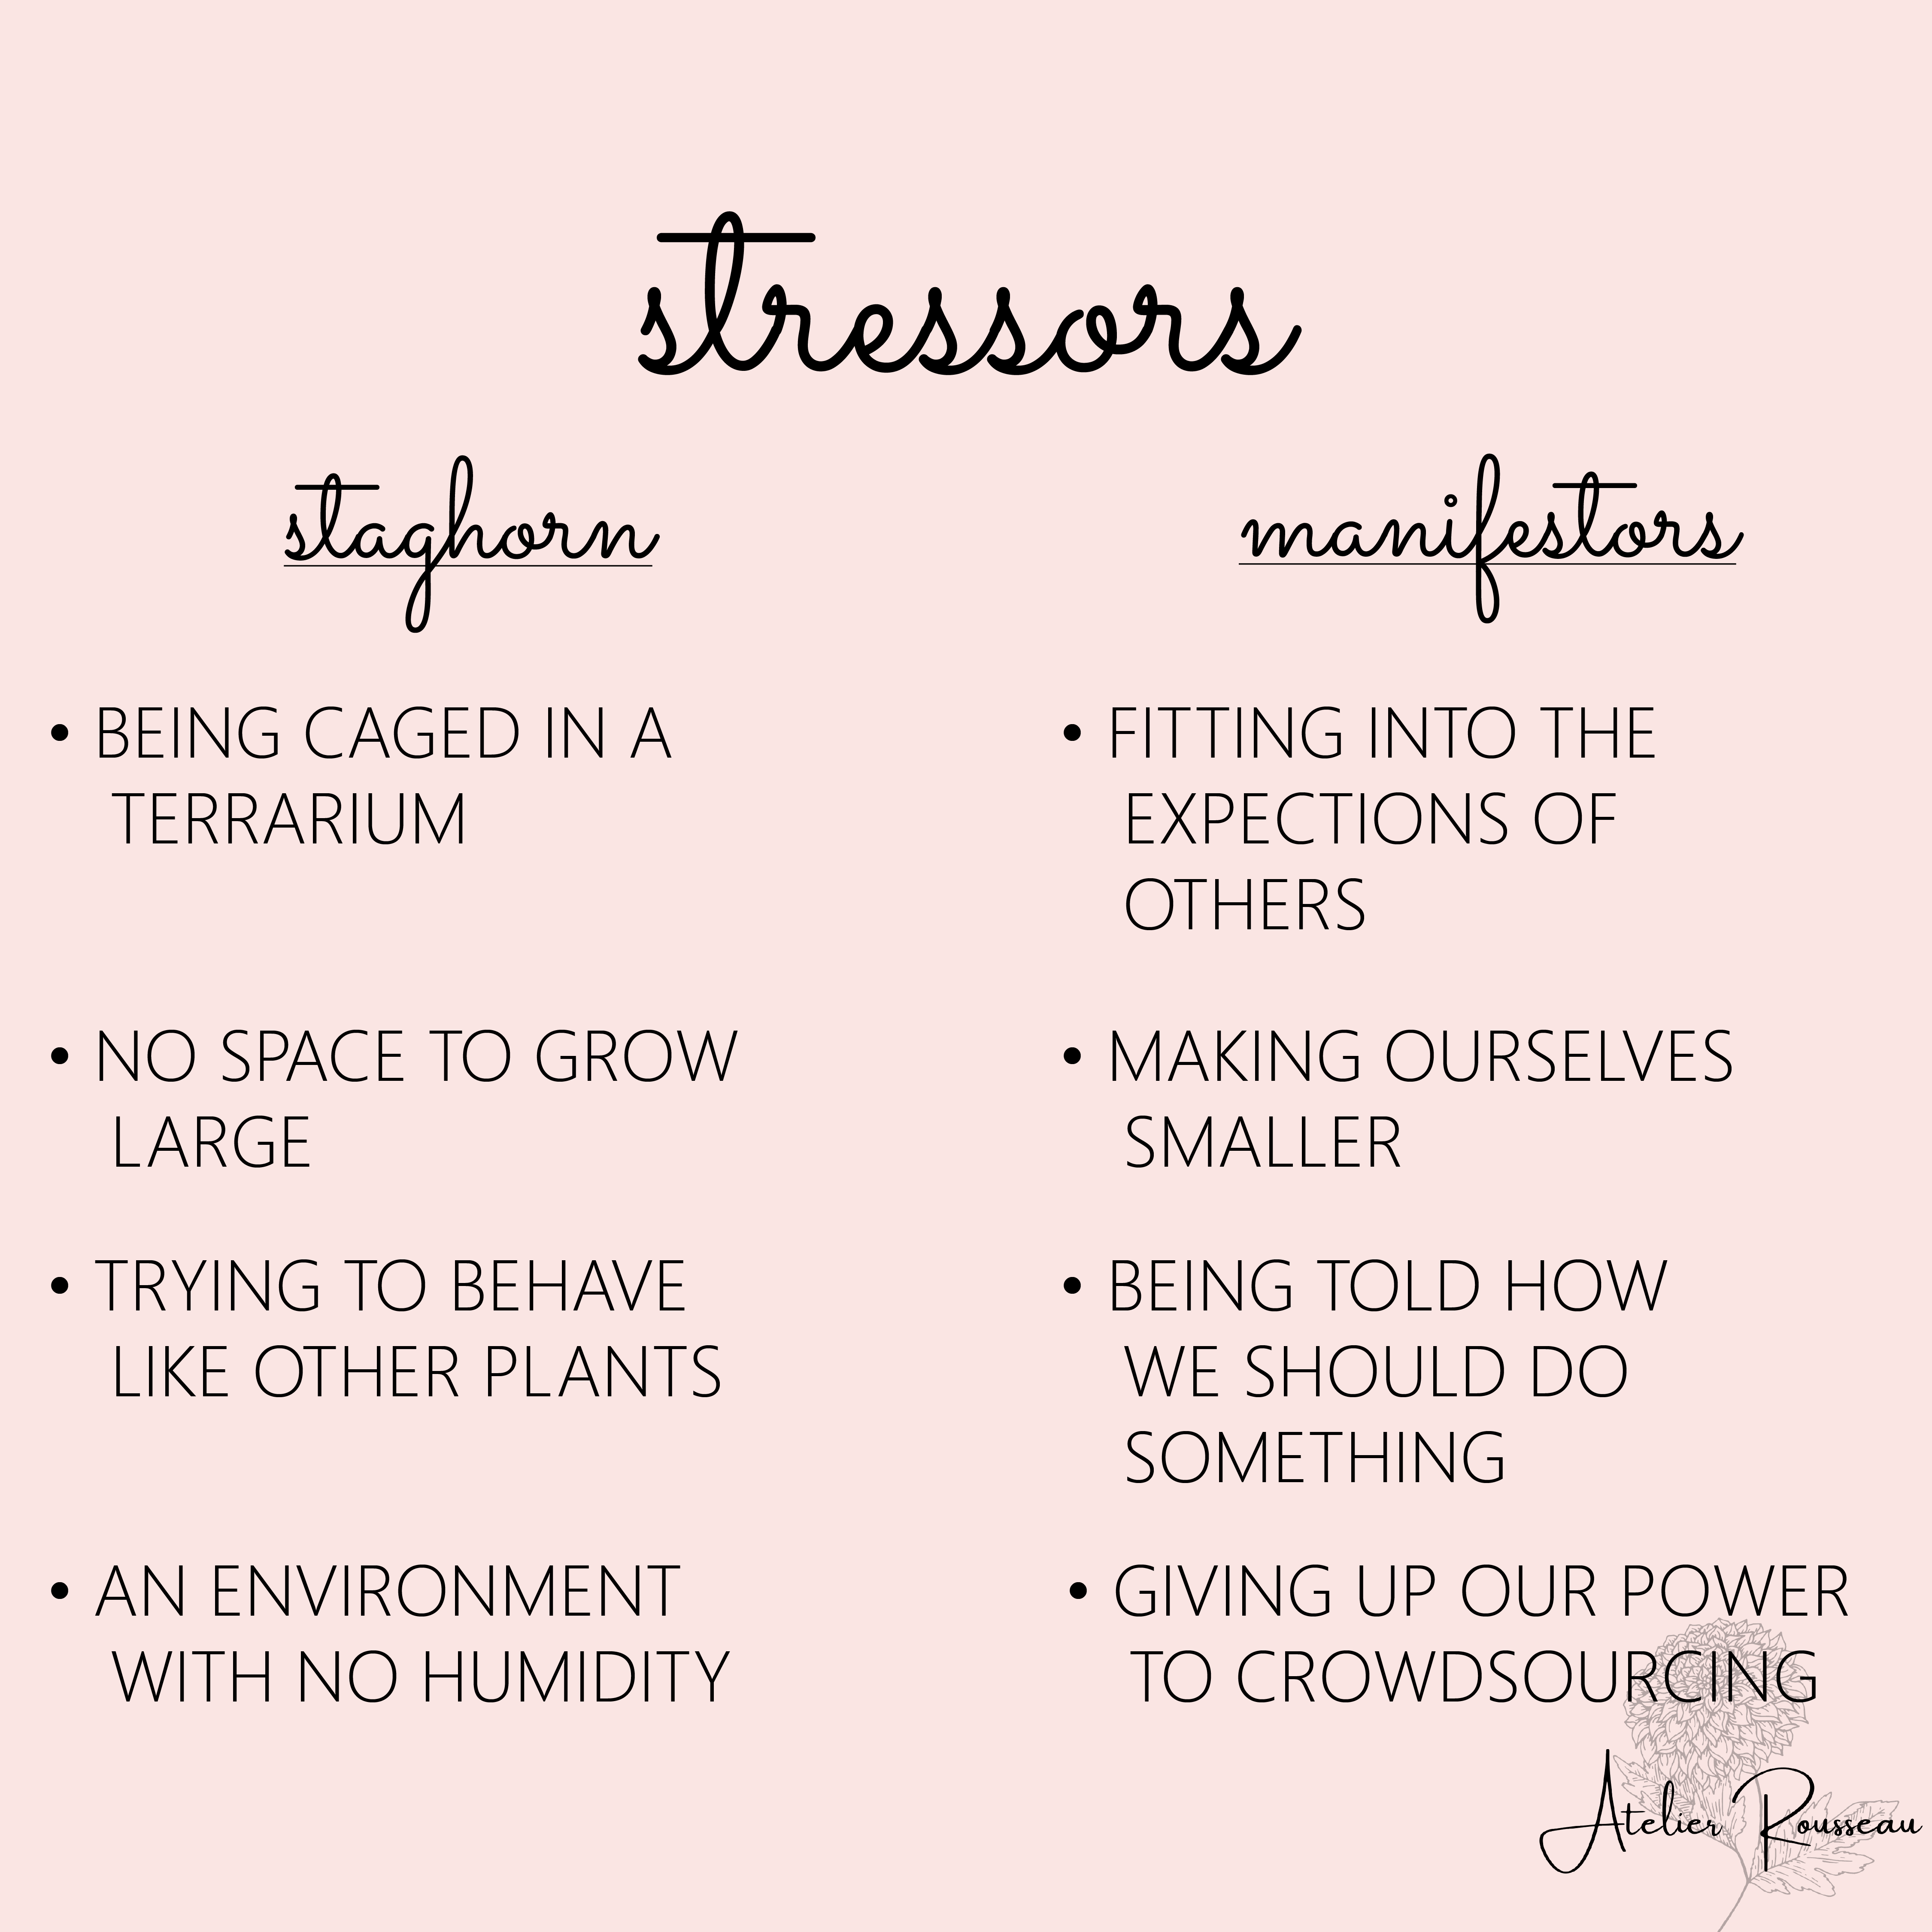 stressors
staghorn
• BEING CAGED IN A
TERRARIUM
• NO SPACE TO GROW
LARGE
• TRYING TO BEHAVE
LIKE OTHER PLANTS
• AN ENVIRONMENT
WITH NO HUMIDITY
manifestors
• FITTING INTO THE
EXPECTIONS OF
OTHERS
• MAKING OURSELVES
SMALLER
• BEING TOLD HOW
WE SHOULD DO
SOMETHING
• GIVING UP OUR POWER
TO CROWDSOURCING
Atelier Rousseau